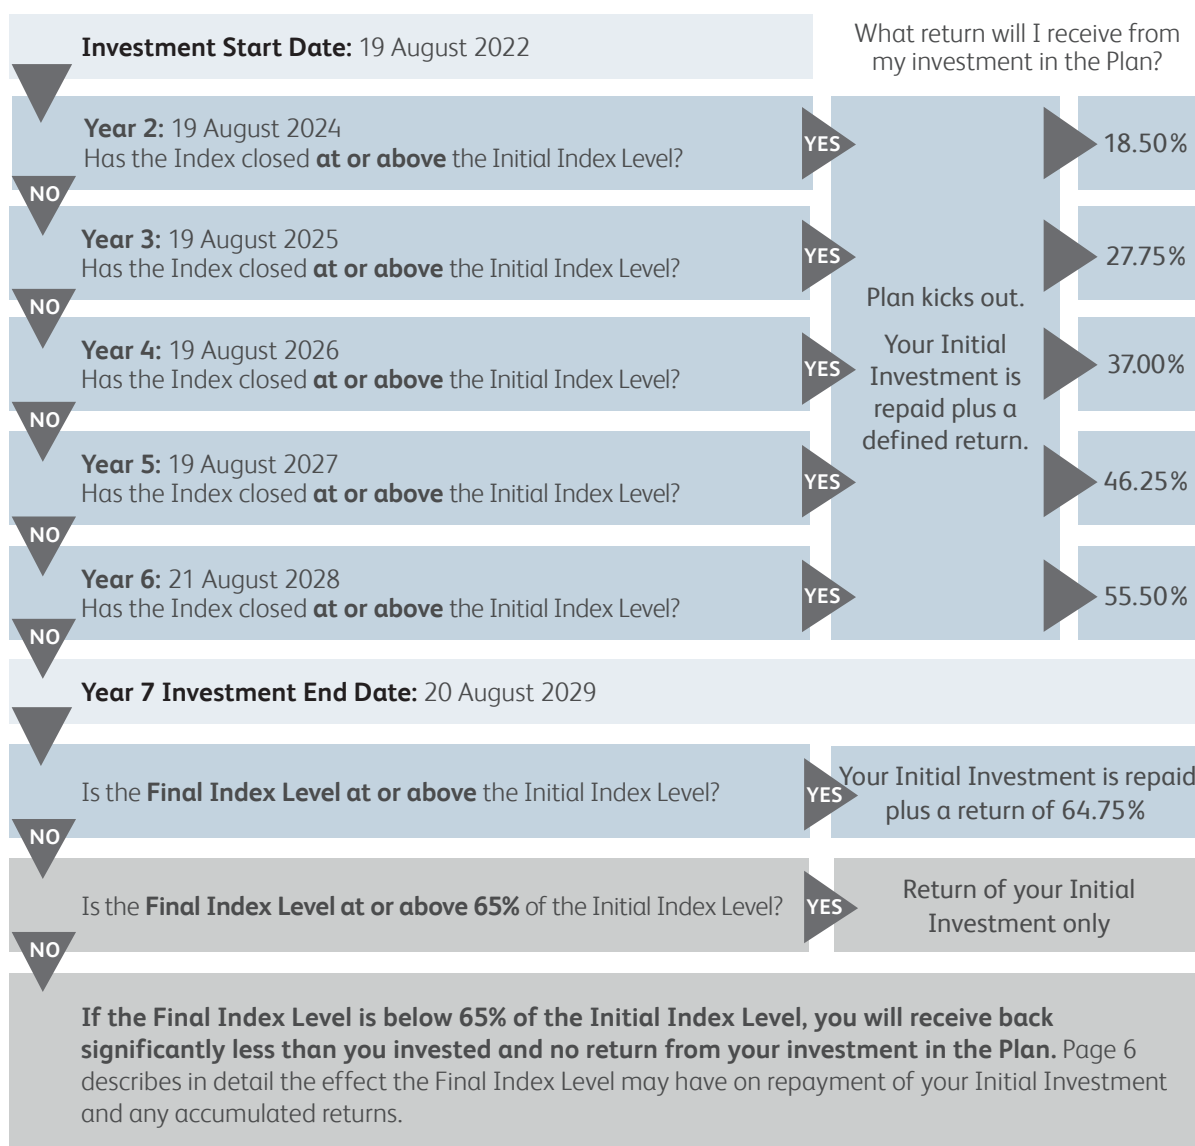 Investment Start Date: 19 August 2022
What return will I receive from
my investment in the Plan?
Year 2: 19 August 2024
Has the Index closed at or above the Initial Index Level?
YES
18.50%
NO
Year 3: 19 August 2025
Has the Index closed at or above the Initial Index Level?
YES
27.75%
NO
Year 4: 19 August 2026
Has the Index closed at or above the Initial Index Level?
YES
37.00%
NO
Year 5: 19 August 2027
Has the Index closed at or above the Initial Index Level?
YES
46.25%
NO
Year 6: 21 August 2028
Has the Index closed at or above the Initial Index Level?
YES
55.50%
Plan kicks out.
Your Initial
Investment is
repaid plus a
defined return.
NO
Year 7 Investment End Date: 20 August 2029
Is the Final Index Level at or above the Initial Index Level?
YES
Your Initial Investment is repaid
plus a return of 64.75%
NO
Is the Final Index Level at or above 65% of the Initial Index Level?
YES
Return of your Initial
Investment only
NO
If the Final Index Level is below 65% of the Initial Index Level, you will receive back
significantly less than you invested and no return from your investment in the Plan. Page 6
describes in detail the effect the Final Index Level may have on repayment of your Initial Investment
and any accumulated returns.